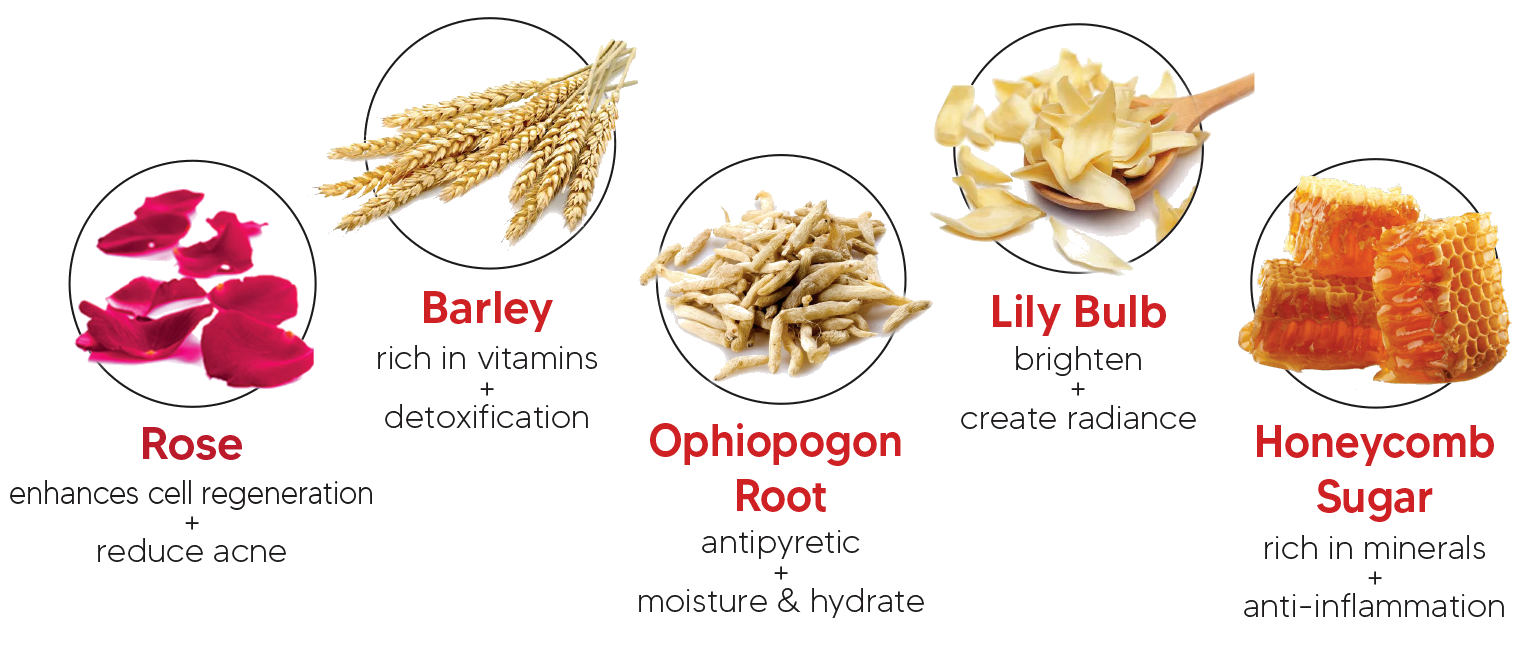 Rose
enhances cell regeneration
+
reduce acne
Barley
rich in vitamins
+
detoxification
Ophiopogon
Root
antipyretic
+
moisture & hydrate
Lily Bulb
brighten
+
create radiance
Honeycomb
Sugar
rich in minerals
+
anti-inflammation